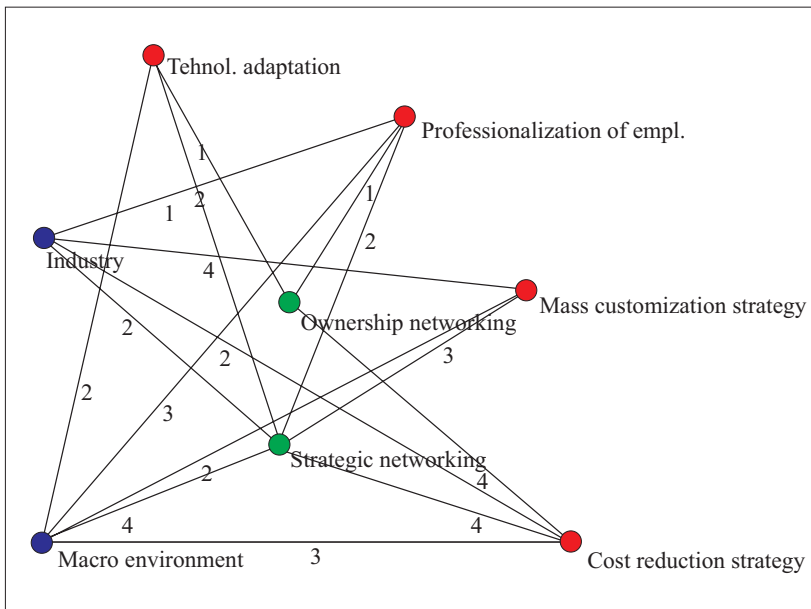 Tehnol. adaptation
Professionalization of empl.
1
1
2
1
2
Industry
4
Mass customization strategy
Ownership networking
2
3
2
2
3
Strategic networking
2
4
4
4
Macro environment
3
Cost reduction strategy